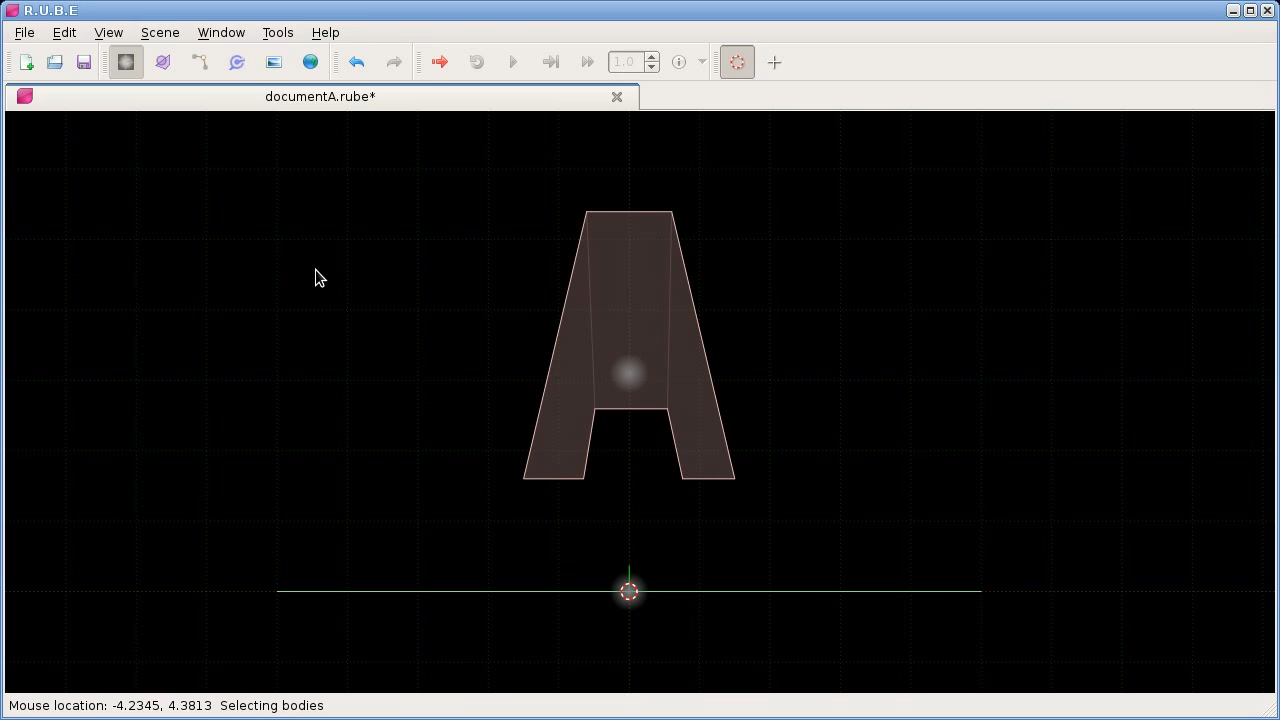 R.U.B.E
File Edit View Scene Window Tools Help
1.0
documentA.rube*
Mouse location: -4.2345, 4.3813 Selecting bodies